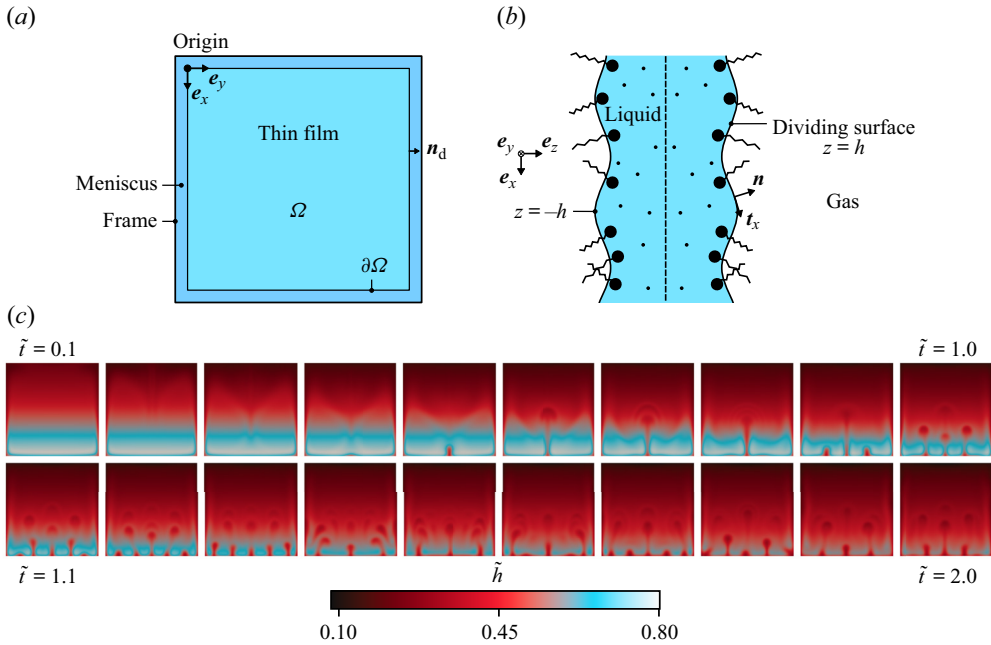 (a)
Origin
e_y
e_x
Thin film
n_d
Meniscus
Ω
Frame
∂Ω
(b)
Liquid
Dividing surface
z = h
e_y
e_z
e_x
n
Gas
z = –h
t_x
(c)
t̃ = 0.1
t̃ = 1.0
t̃ = 1.1
h̃
t̃ = 2.0
0.10
0.45
0.80